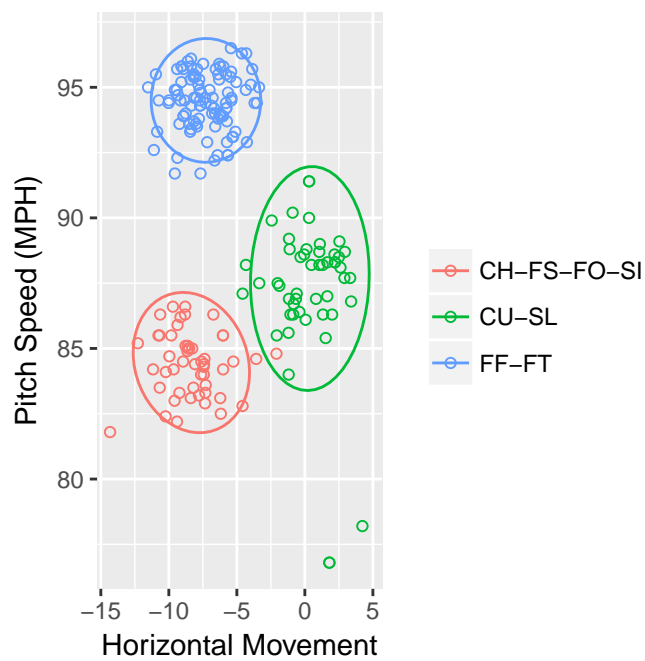 95
90
85
80
−15 −10 −5 0 5
Horizontal Movement
Pitch Speed (MPH)
CH−FS−FO−SI
CU−SL
FF−FT